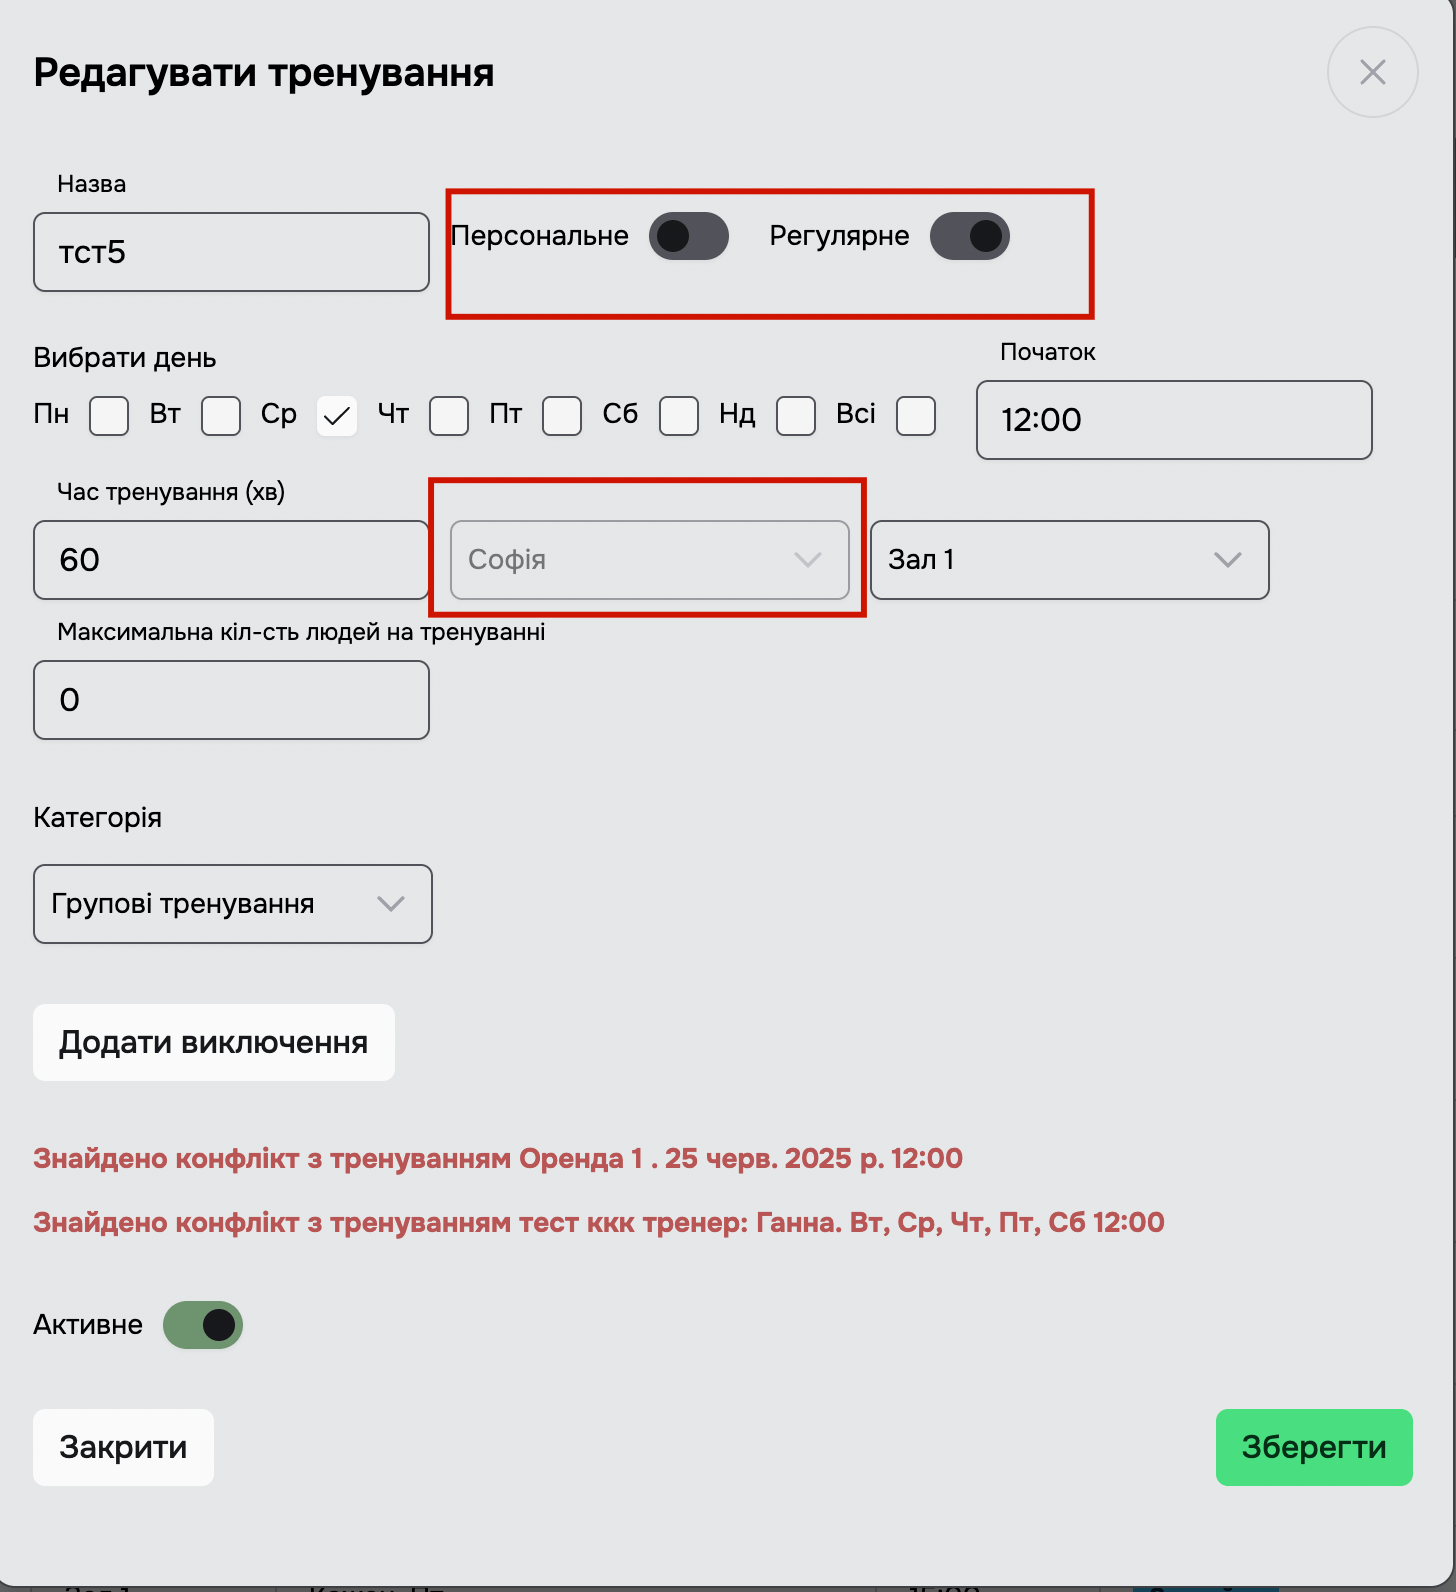 Редагувати тренування
Назва
тст5
Персональне Регулярне
Вибрати день
Пн Вт Ср Чт Пт Сб Нд Всі
Початок
12:00
Час тренування (хв)
60
Софія
Зал 1
Максимальна кіл-сть людей на тренуванні
0
Категорія
Групові тренування
Додати виключення
Знайдено конфлікт з тренуванням Оренда 1 . 25 черв. 2025 р. 12:00
Знайдено конфлікт з тренуванням тест ккк тренер: Ганна. Вт, Ср, Чт, Пт, Сб 12:00
Активне
Закрити
Зберегти